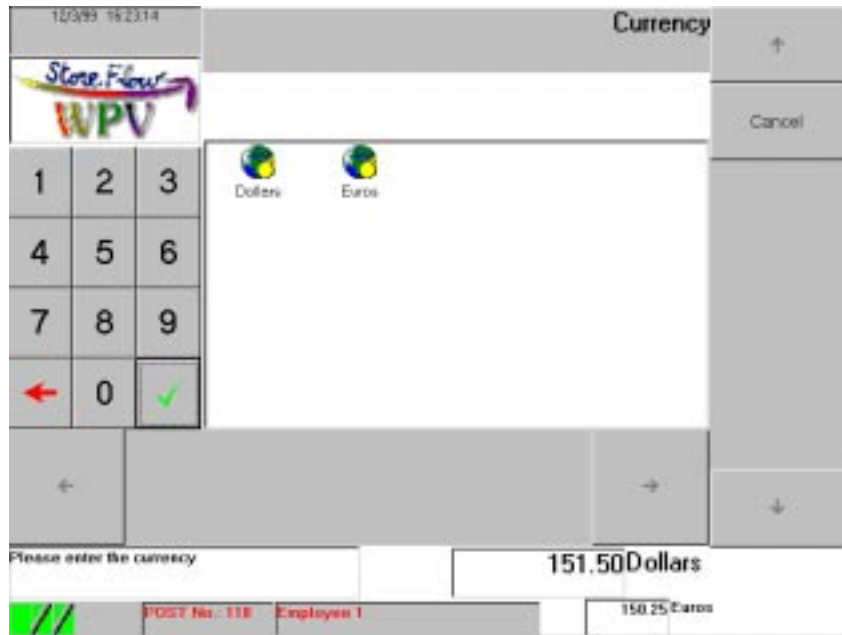 12/3/99 16:23:14
Currency
Store.Flow
WPV
Cancel
1 2 3
Dollers Euros
4 5 6
7 8 9
0
Please enter the currency
151.50 Dollars
POST No.: 118 Employee 1
150.25 Euros